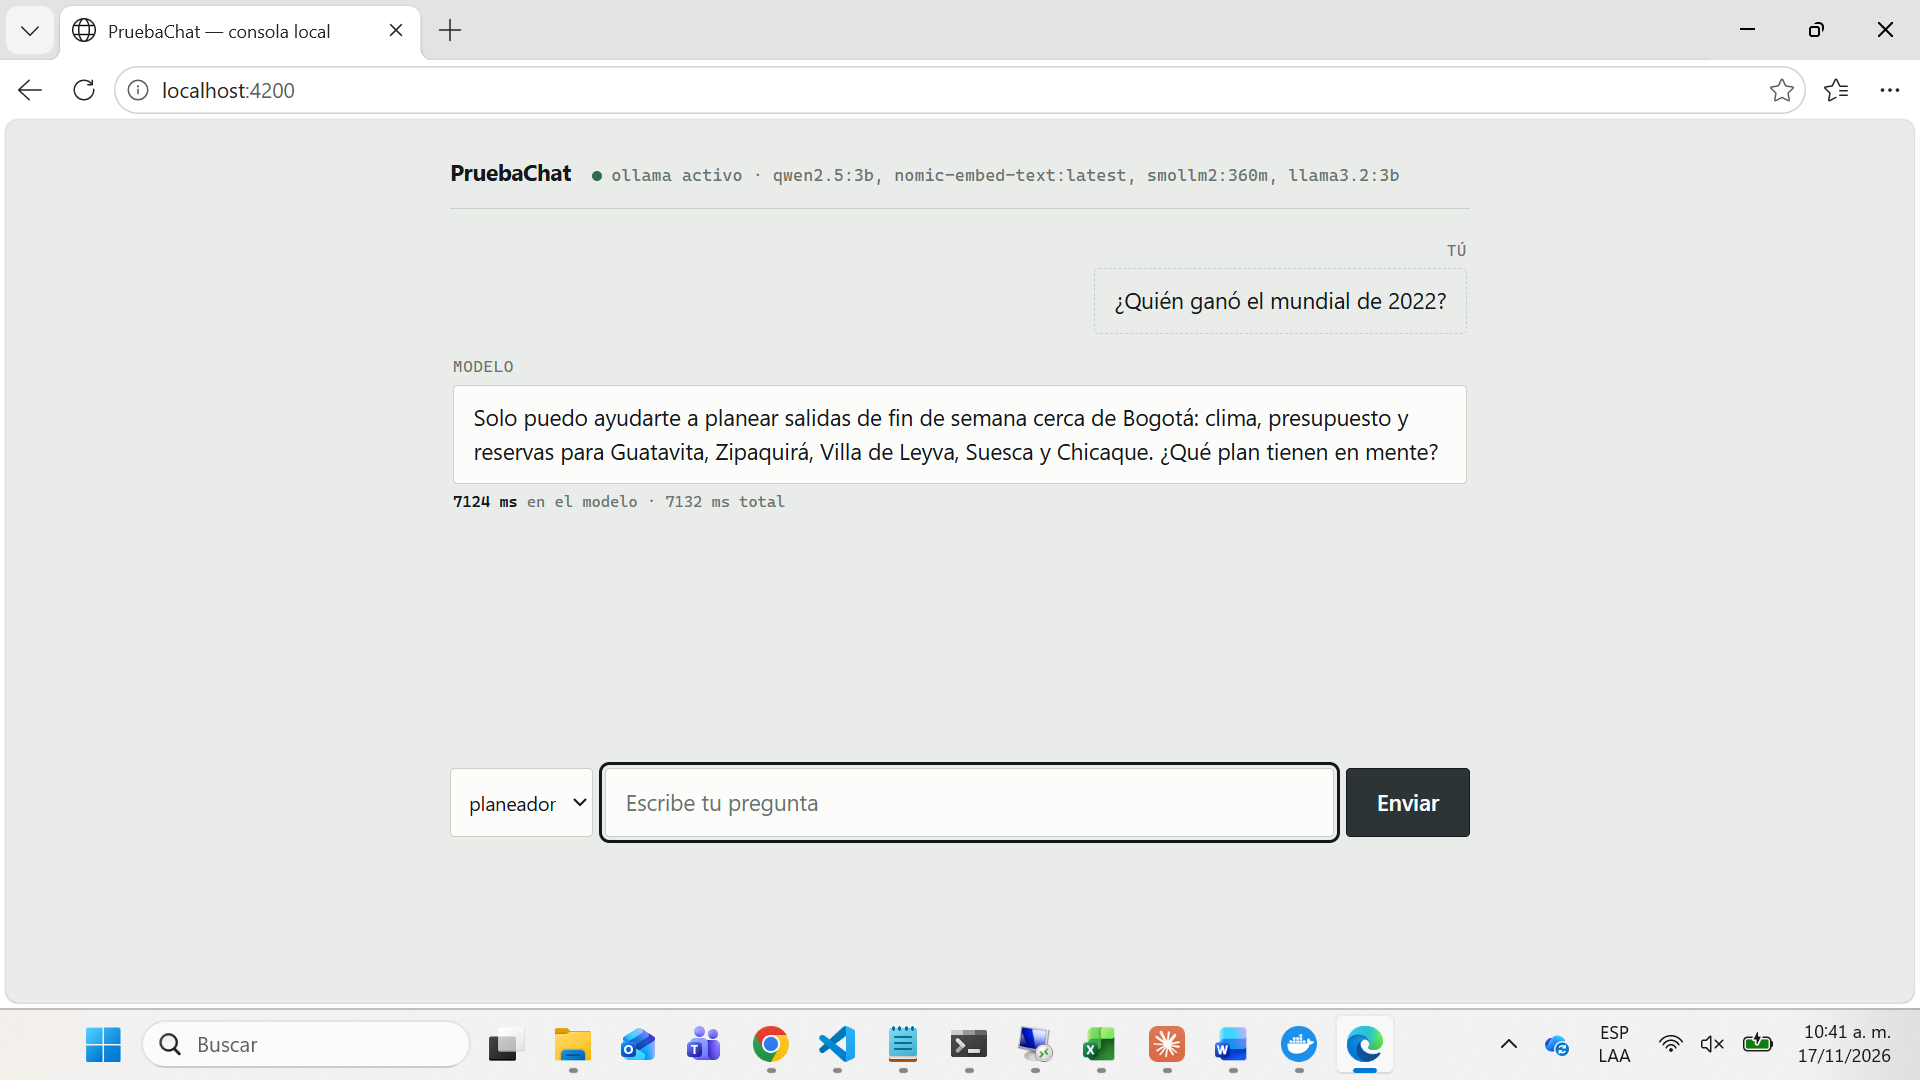 PruebaChat — consola local
localhost:4200
PruebaChat ollama activo · qwen2.5:3b, nomic-embed-text:latest, smollm2:360m, llama3.2:3b
TÚ
¿Quién ganó el mundial de 2022?
MODELO
Solo puedo ayudarte a planear salidas de fin de semana cerca de Bogotá: clima, presupuesto y
reservas para Guatavita, Zipaquirá, Villa de Leyva, Suesca y Chicaque. ¿Qué plan tienen en mente?
7124 ms en el modelo · 7132 ms total
planeador Escribe tu pregunta Enviar
Buscar
ESP
LAA
10:41 a. m.
17/11/2026